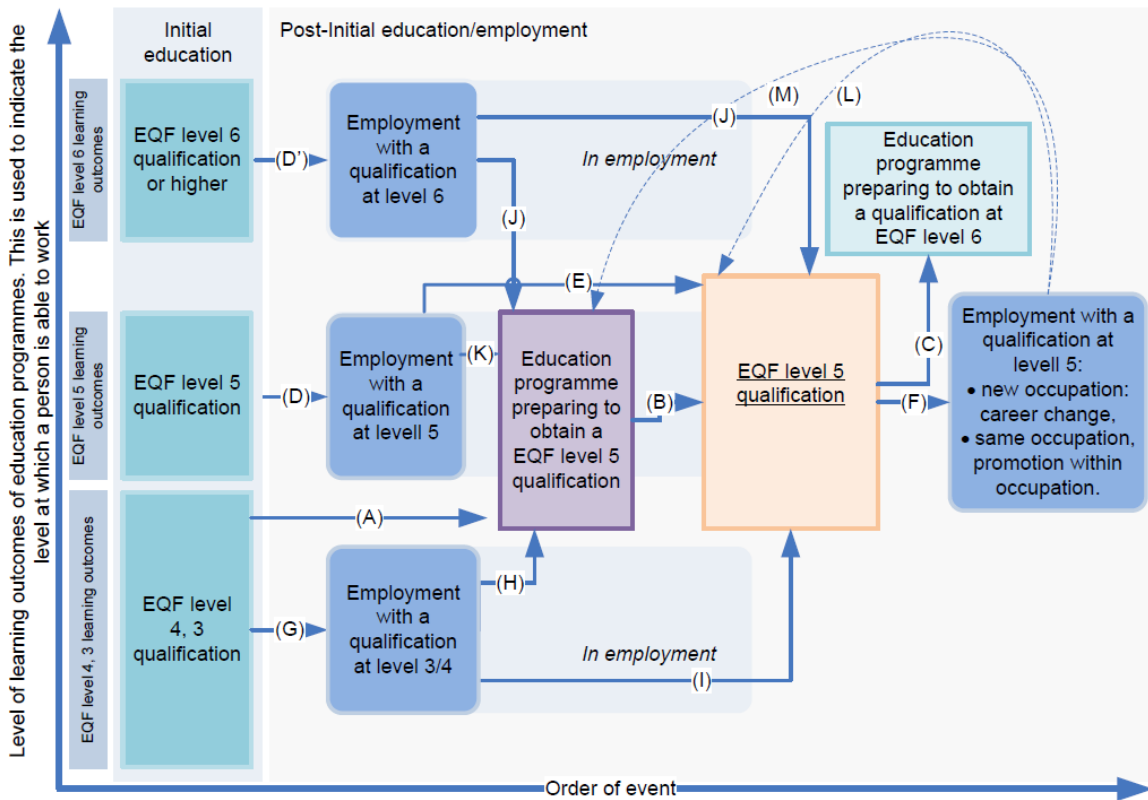 Level of learning outcomes of education programmes. This is used to indicate the
level at which a person is able to work
Initial
education
Post-Initial education/employment
EQF level 6 learning
outcomes
EQF level 6
qualification
or higher
(D’)
Employment
with a
qualification
at level 6
(J)
(J)
In employment
(M)
(L)
Education
programme
preparing to obtain
a qualification at
EQF level 6
EQF level 5 learning
outcomes
EQF level 5
qualification
(D)
Employment
with a
qualification
at levell 5
(E)
(K)
Education
programme
preparing to
obtain a
EQF level 5
qualification
(B)
EQF level 5
qualification
(C)
(F)
Employment with a
qualification at
levell 5:
• new occupation:
career change,
• same occupation,
promotion within
occupation.
EQF level 4, 3 learning outcomes
EQF level
4, 3
qualification
(A)
(G)
Employment
with a
qualification
at level 3/4
(H)
In employment
(I)
Order of event